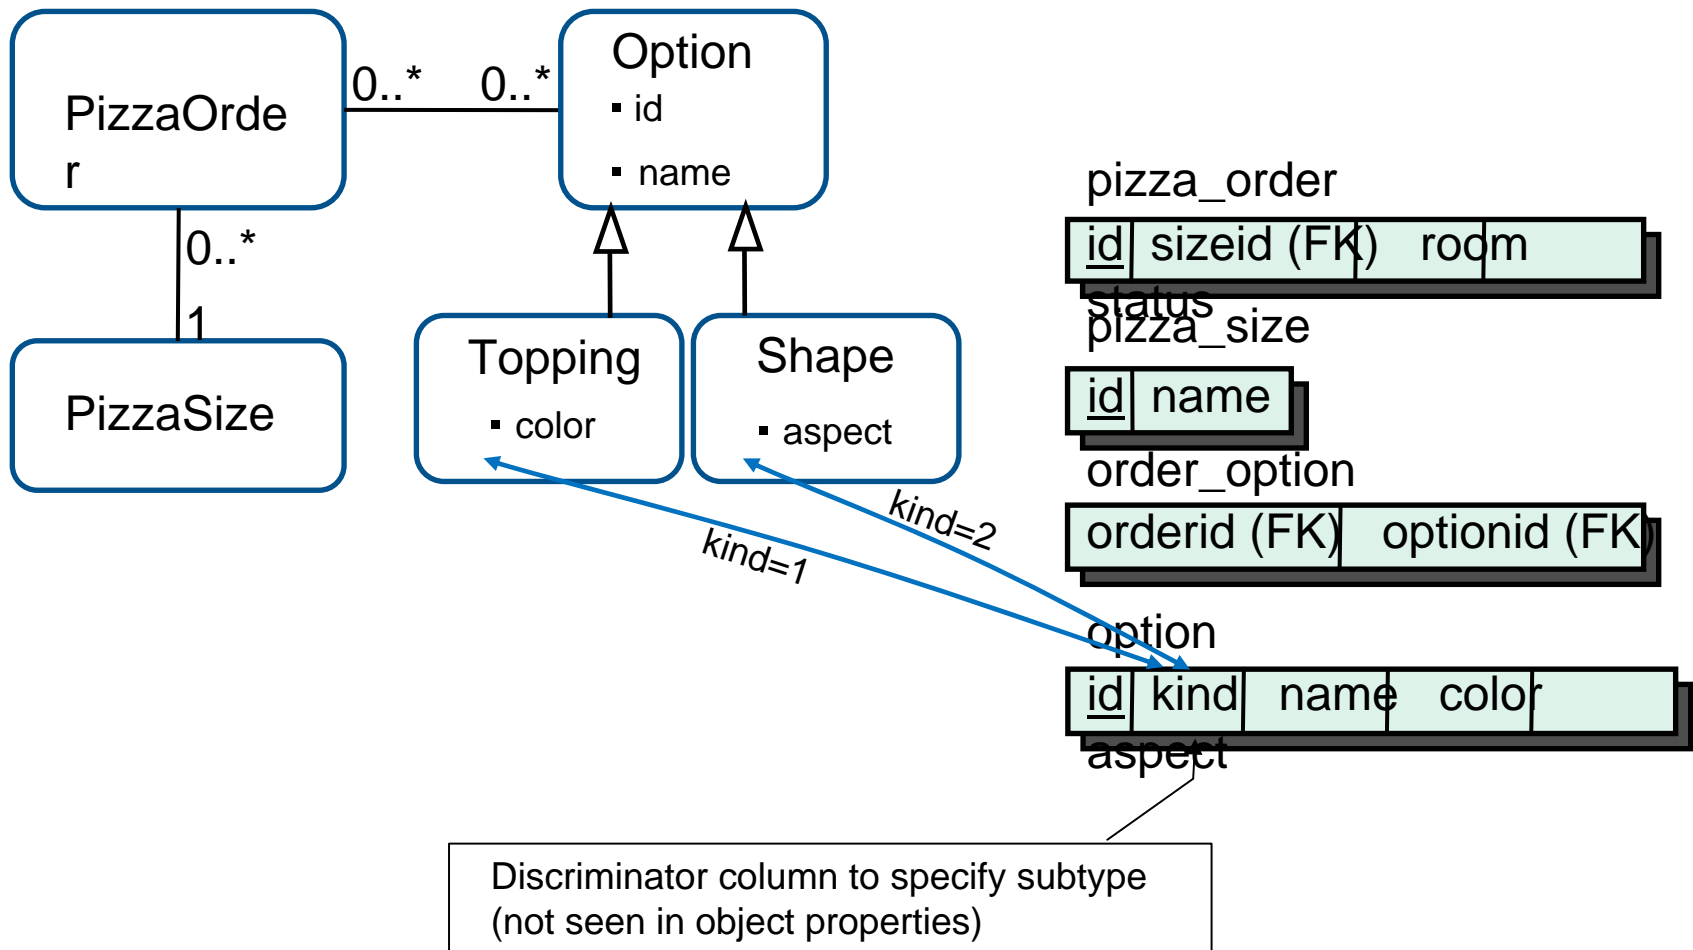 PizzaOrde
r
0..*
0..*
Option
▪ id
▪ name
0..*
1
PizzaSize
Topping
▪ color
Shape
▪ aspect
kind=1
kind=2
pizza_order
id sizeid (FK) room
status
pizza_size
id name
order_option
orderid (FK) optionid (FK)
option
id kind name color
aspect
Discriminator column to specify subtype
(not seen in object properties)